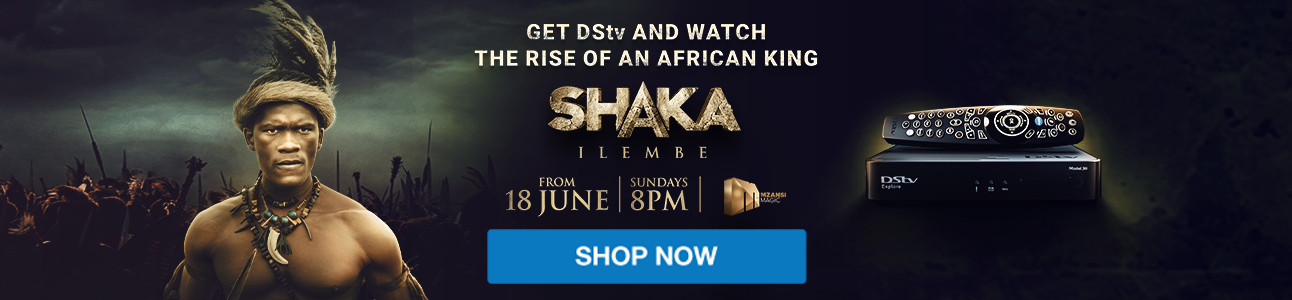 GET DStv AND WATCH
THE RISE OF AN AFRICAN KING
SHAKA
ILEMBE
FROM
18 JUNE
SUNDAYS
8PM
MZANSI
MAGIC
SHOP NOW
DStv
DStv
Explora